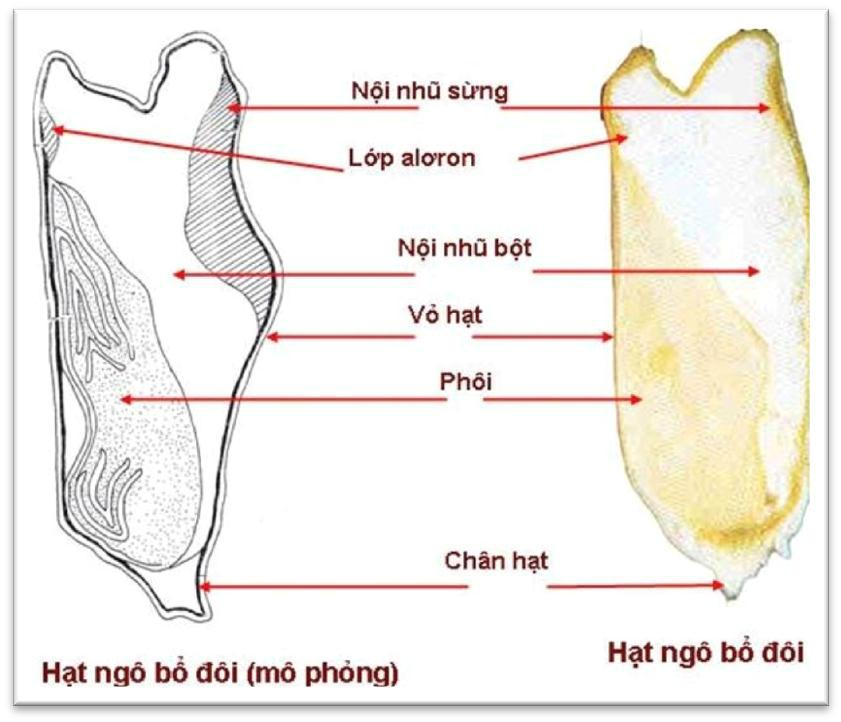 Nội nhũ sừng
Lớp alơron
Nội nhũ bột
Vỏ hạt
Phôi
Chân hạt
Hạt ngô bổ đôi
Hạt ngô bổ đôi (mô phỏng)